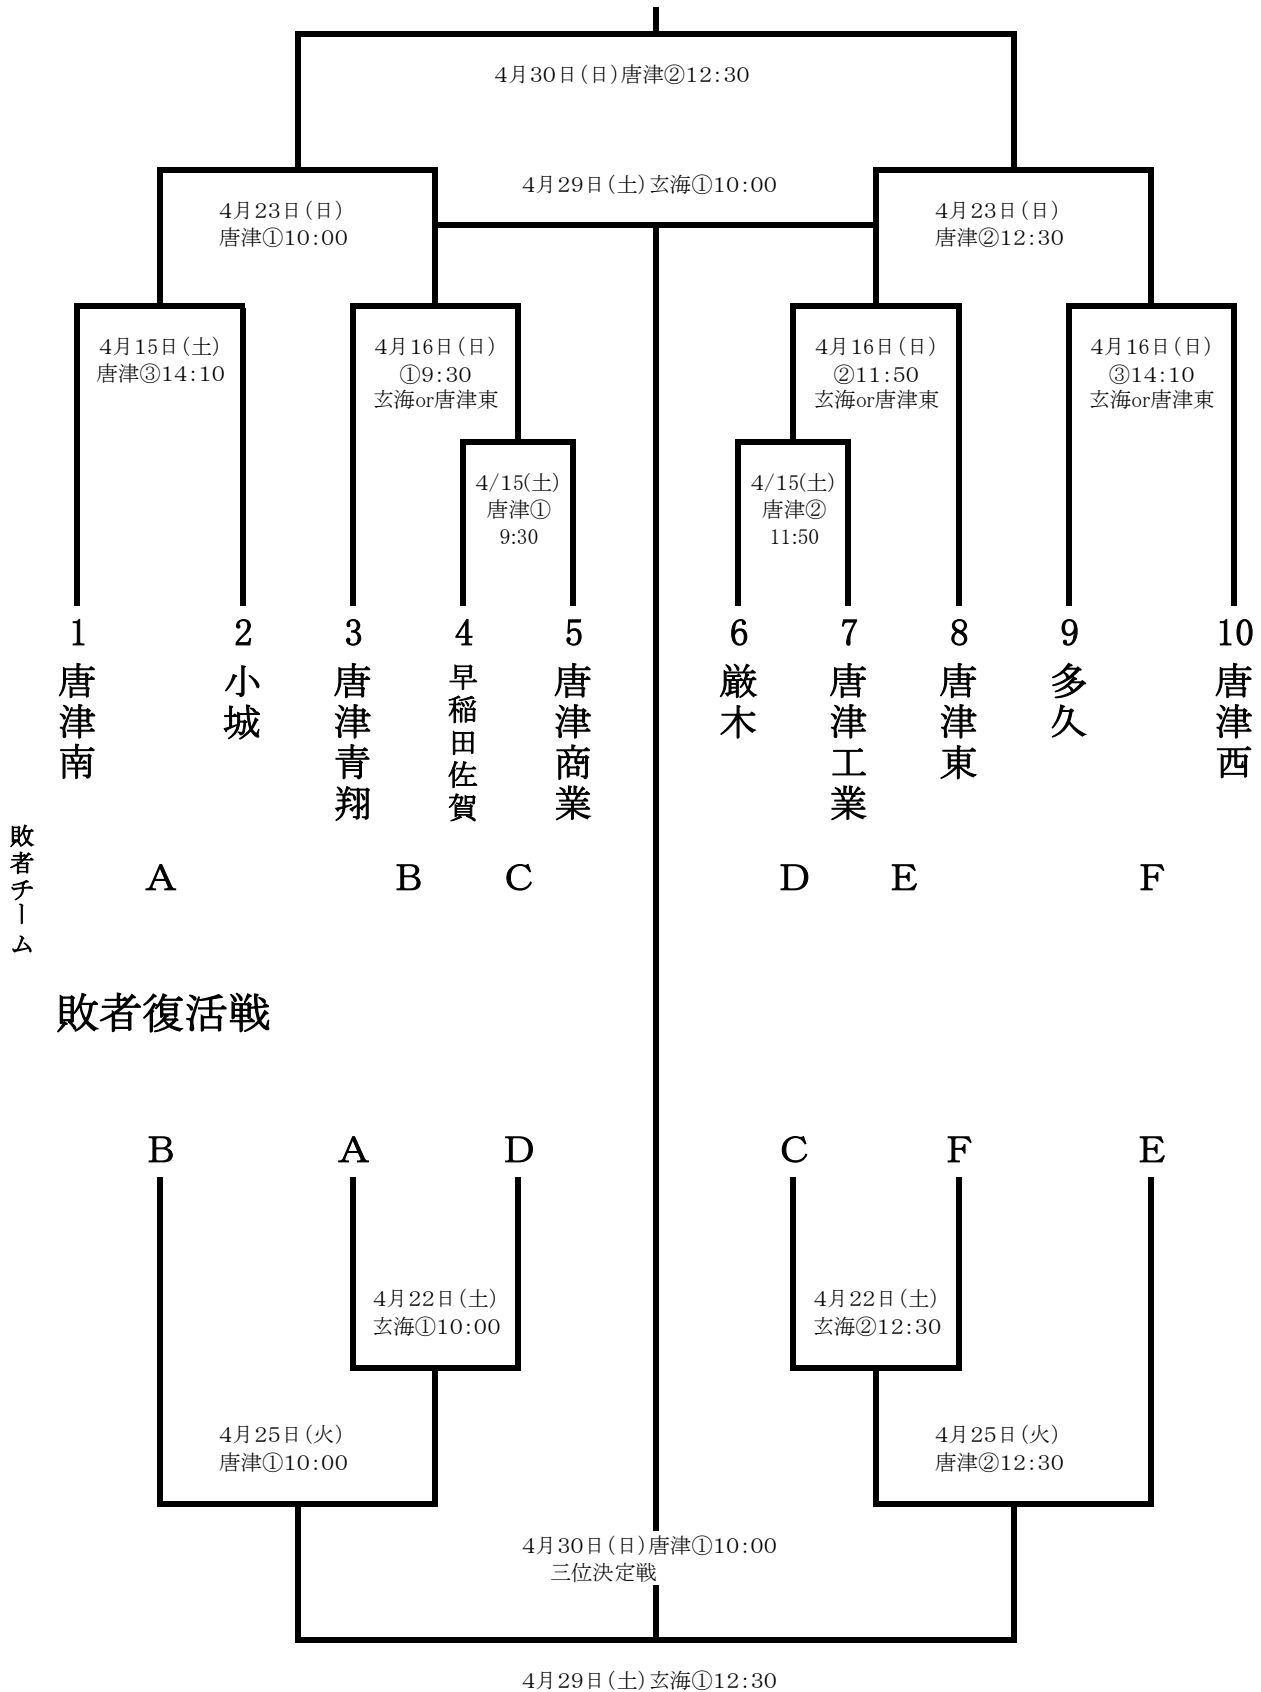 4月30日(日)唐津②12:30
4月29日(土)玄海①10:00
4月23日(日)
唐津①10:00
4月23日(日)
唐津②12:30
4月15日(土)
唐津③14:10
4月16日(日)
①9:30
玄海or唐津東
4月16日(日)
②11:50
玄海or唐津東
4月16日(日)
③14:10
玄海or唐津東
4/15(土)
唐津①
9:30
4/15(土)
唐津②
11:50
1
唐津南
2
小城
3
唐津青翔
4
早稲田佐賀
5
唐津商業
6
厳木
7
唐津工業
8
唐津東
9
多久
10
唐津西
敗者チーム
A B C D E F
敗者復活戦
B A D C F E
4月22日(土)
玄海①10:00
4月22日(土)
玄海②12:30
4月25日(火)
唐津①10:00
4月25日(火)
唐津②12:30
4月30日(日)唐津①10:00
三位決定戦
4月29日(土)玄海①12:30